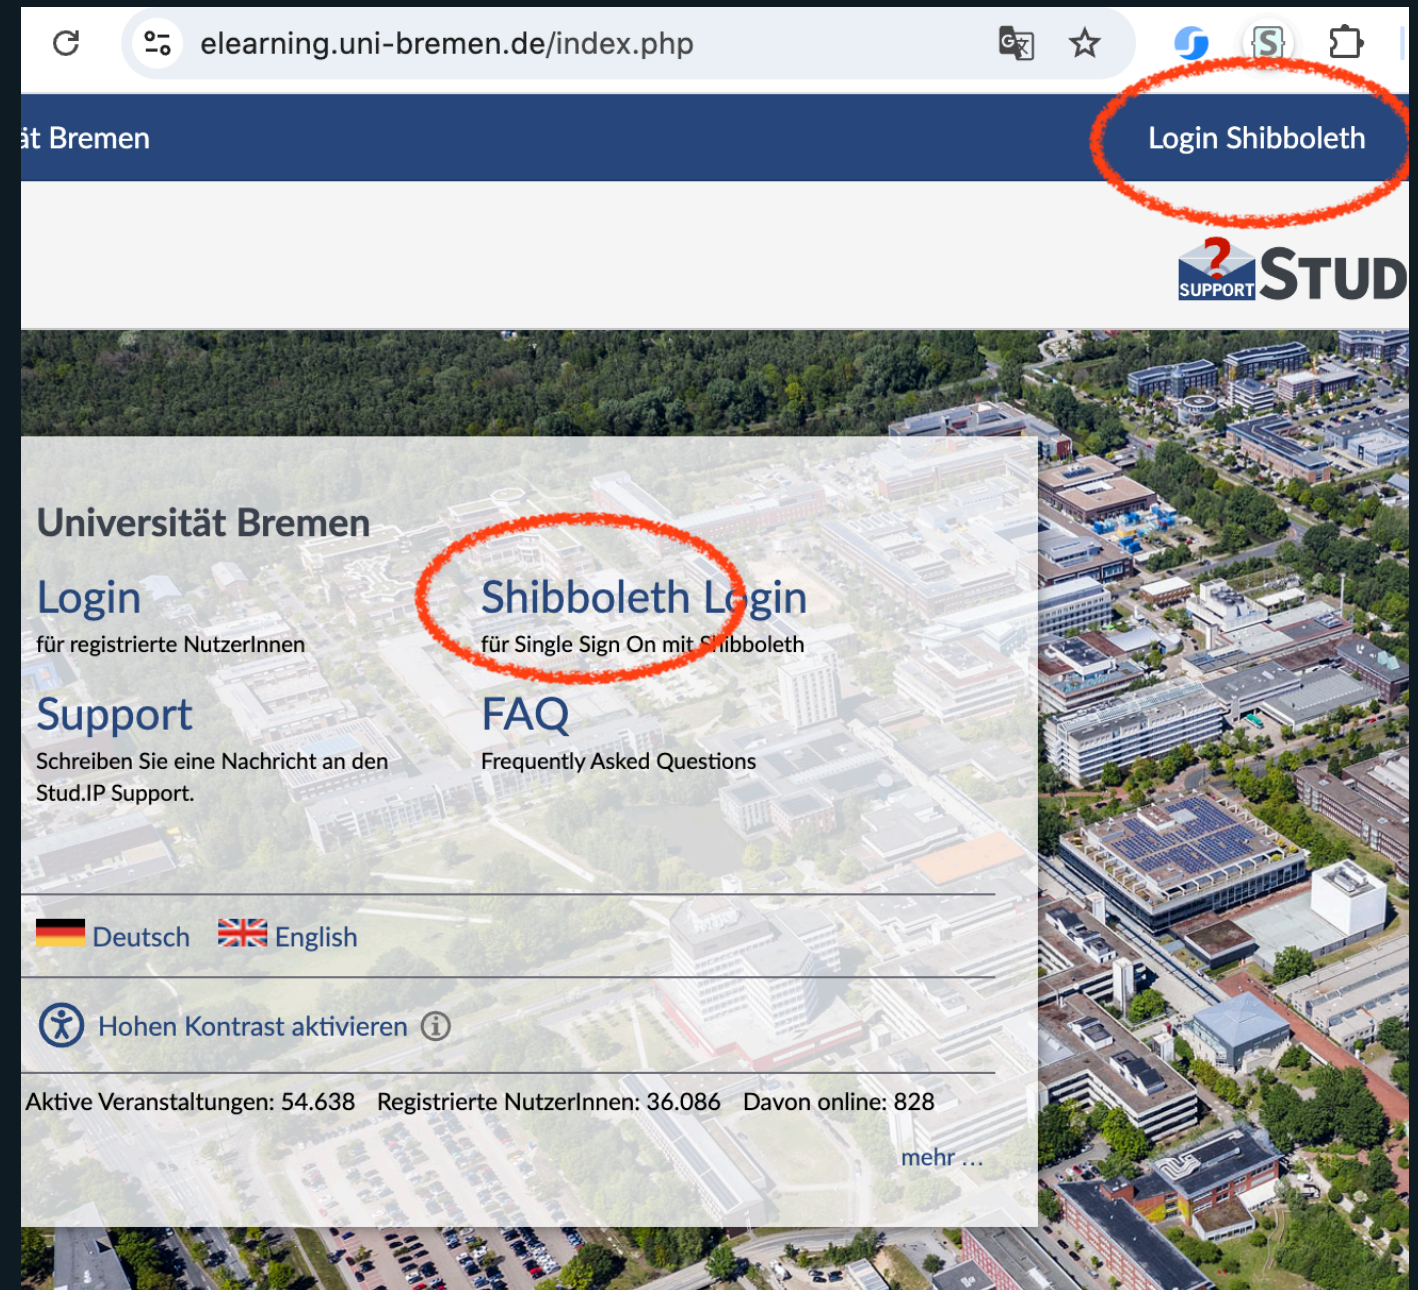 elearning.uni-bremen.de/index.php
ät Bremen
Login Shibboleth
SUPPORT
STUD
Universität Bremen
Login
für registrierte NutzerInnen
Shibboleth Login
für Single Sign On mit Shibboleth
Support
Schreiben Sie eine Nachricht an den
Stud.IP Support.
FAQ
Frequently Asked Questions
Deutsch English
Hohen Kontrast aktivieren
Aktive Veranstaltungen: 54.638 Registrierte NutzerInnen: 36.086 Davon online: 828
mehr ...